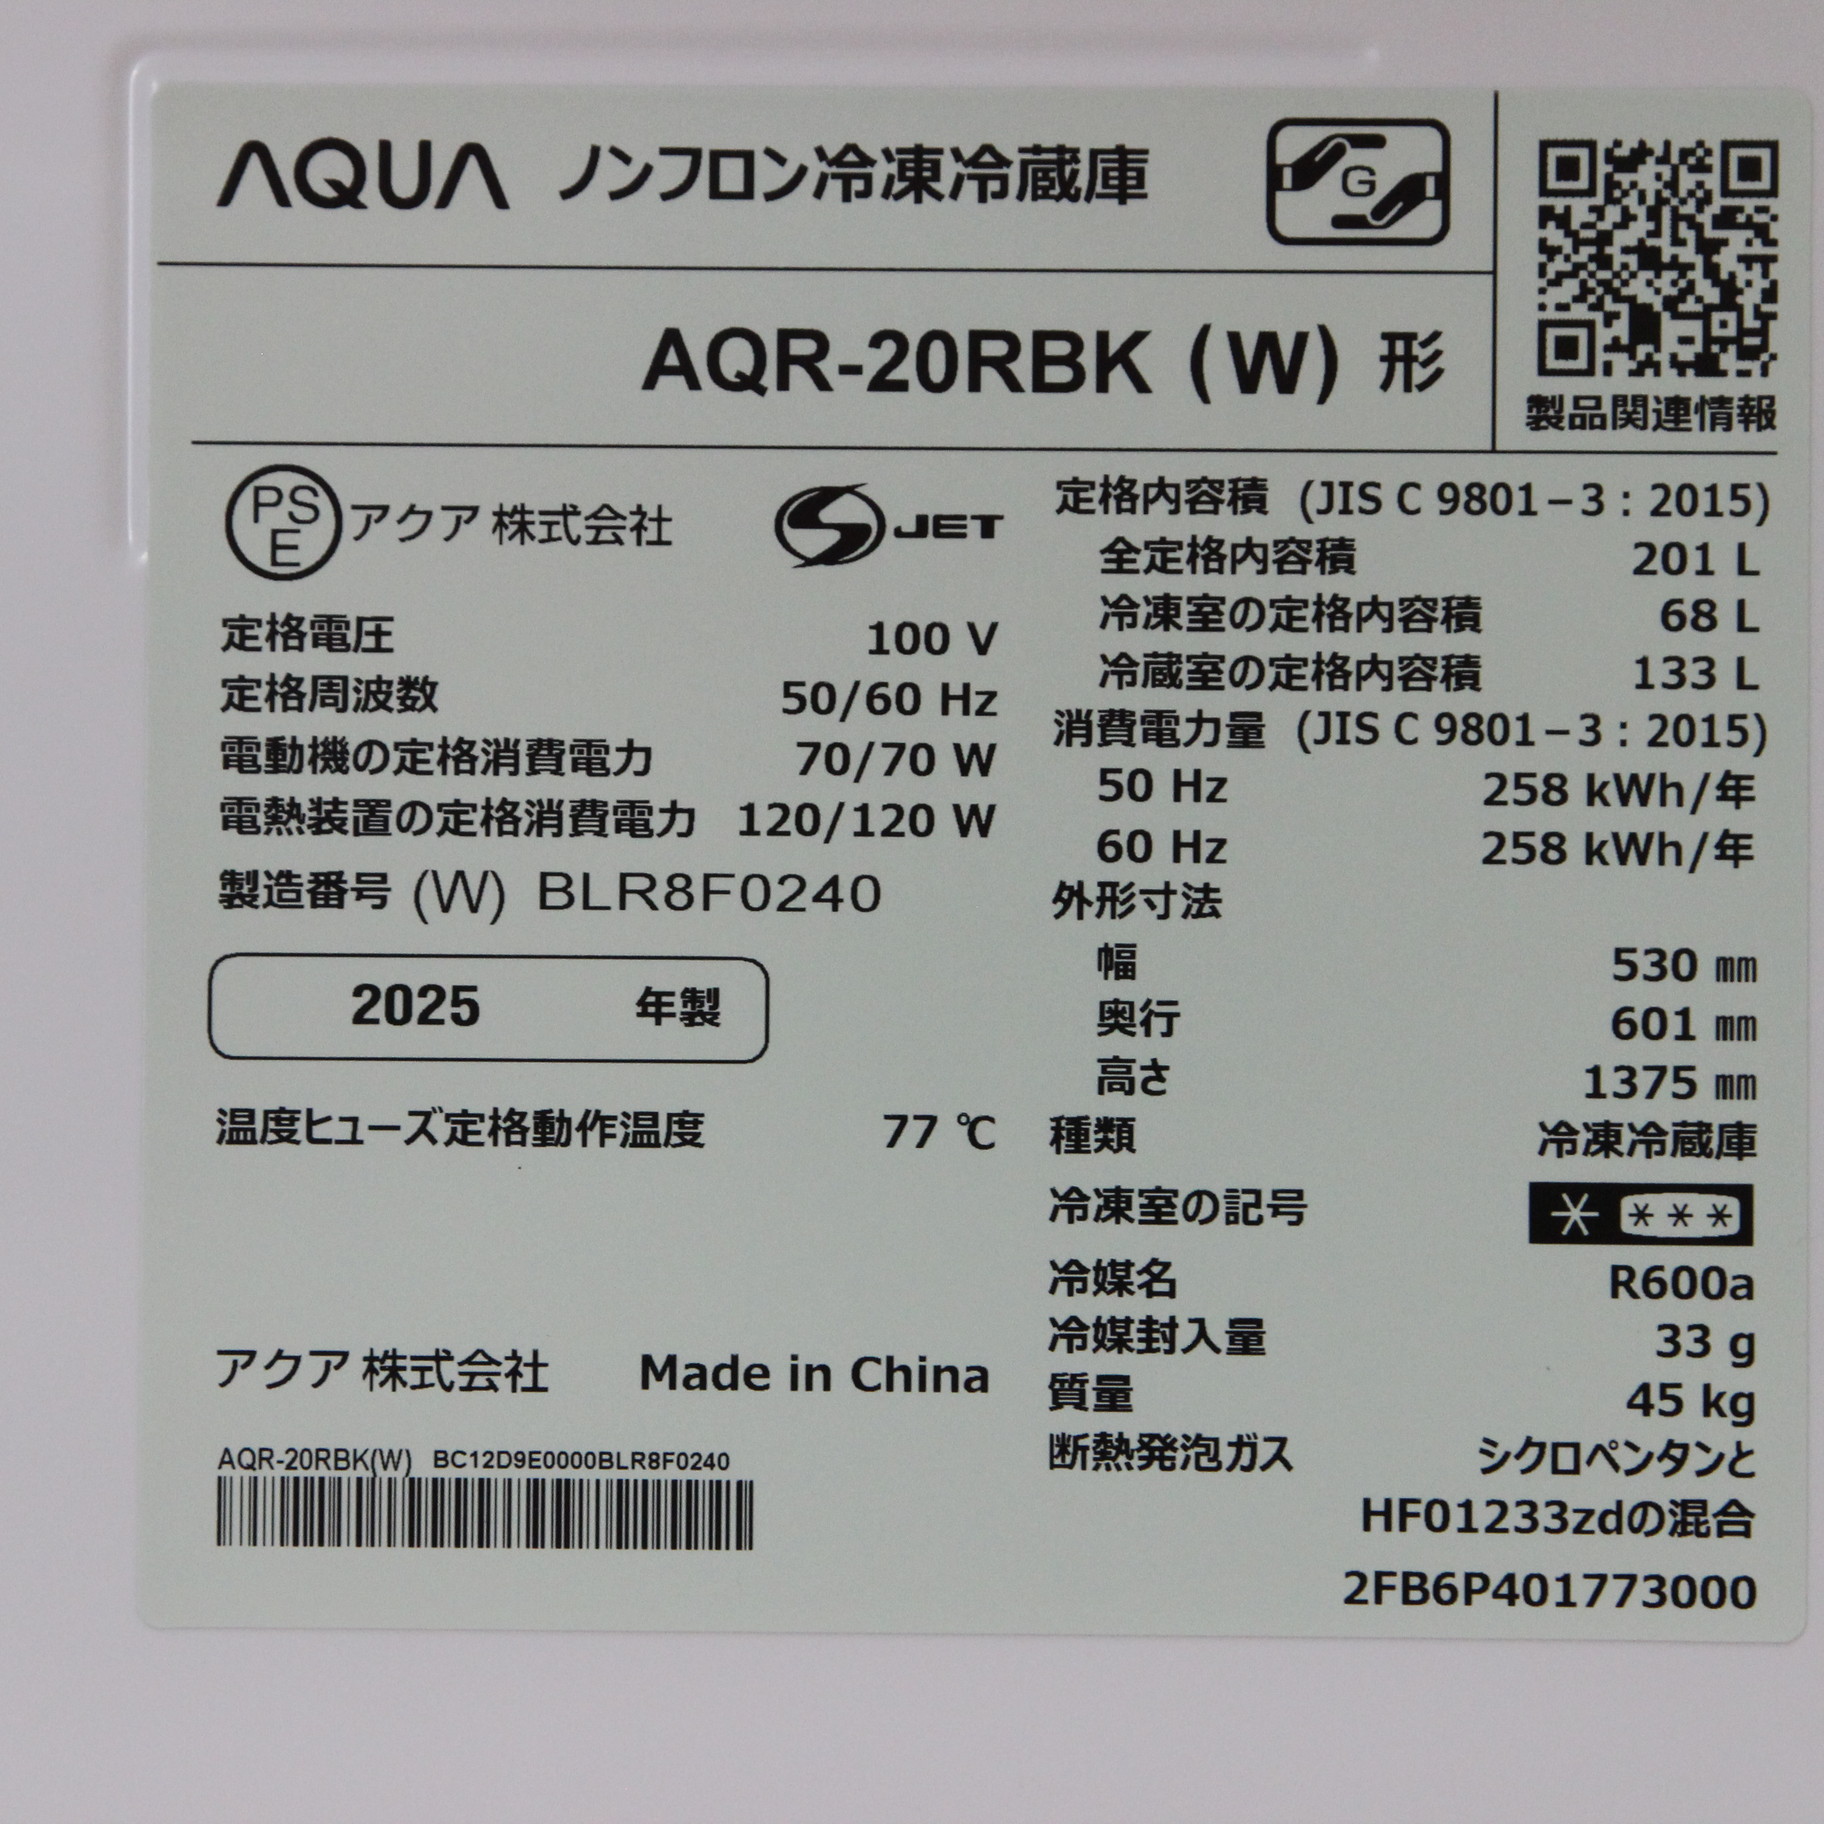 AQUA ノンフロン冷凍冷蔵庫
G
AQR-20RBK (W) 形
製品関連情報
PSE アクア 株式会社 S JET
定格電圧 100 V
定格周波数 50/60 Hz
電動機の定格消費電力 70/70 W
電熱装置の定格消費電力 120/120 W
製造番号 (W) BLR8F0240
2025 年製
温度ヒューズ定格動作温度 77 ℃
アクア 株式会社 Made in China
AQR-20RBK(W) BC12D9E0000BLR8F0240
定格内容積 (JIS C 9801−3：2015)
全定格内容積 201 L
冷凍室の定格内容積 68 L
冷蔵室の定格内容積 133 L
消費電力量 (JIS C 9801−3：2015)
50 Hz 258 kWh/年
60 Hz 258 kWh/年
外形寸法
幅 530 ㎜
奥行 601 ㎜
高さ 1375 ㎜
種類 冷凍冷蔵庫
冷凍室の記号 * ***
冷媒名 R600a
冷媒封入量 33 g
質量 45 kg
断熱発泡ガス シクロペンタンと
HFO1233zdの混合
2FB6P401773000